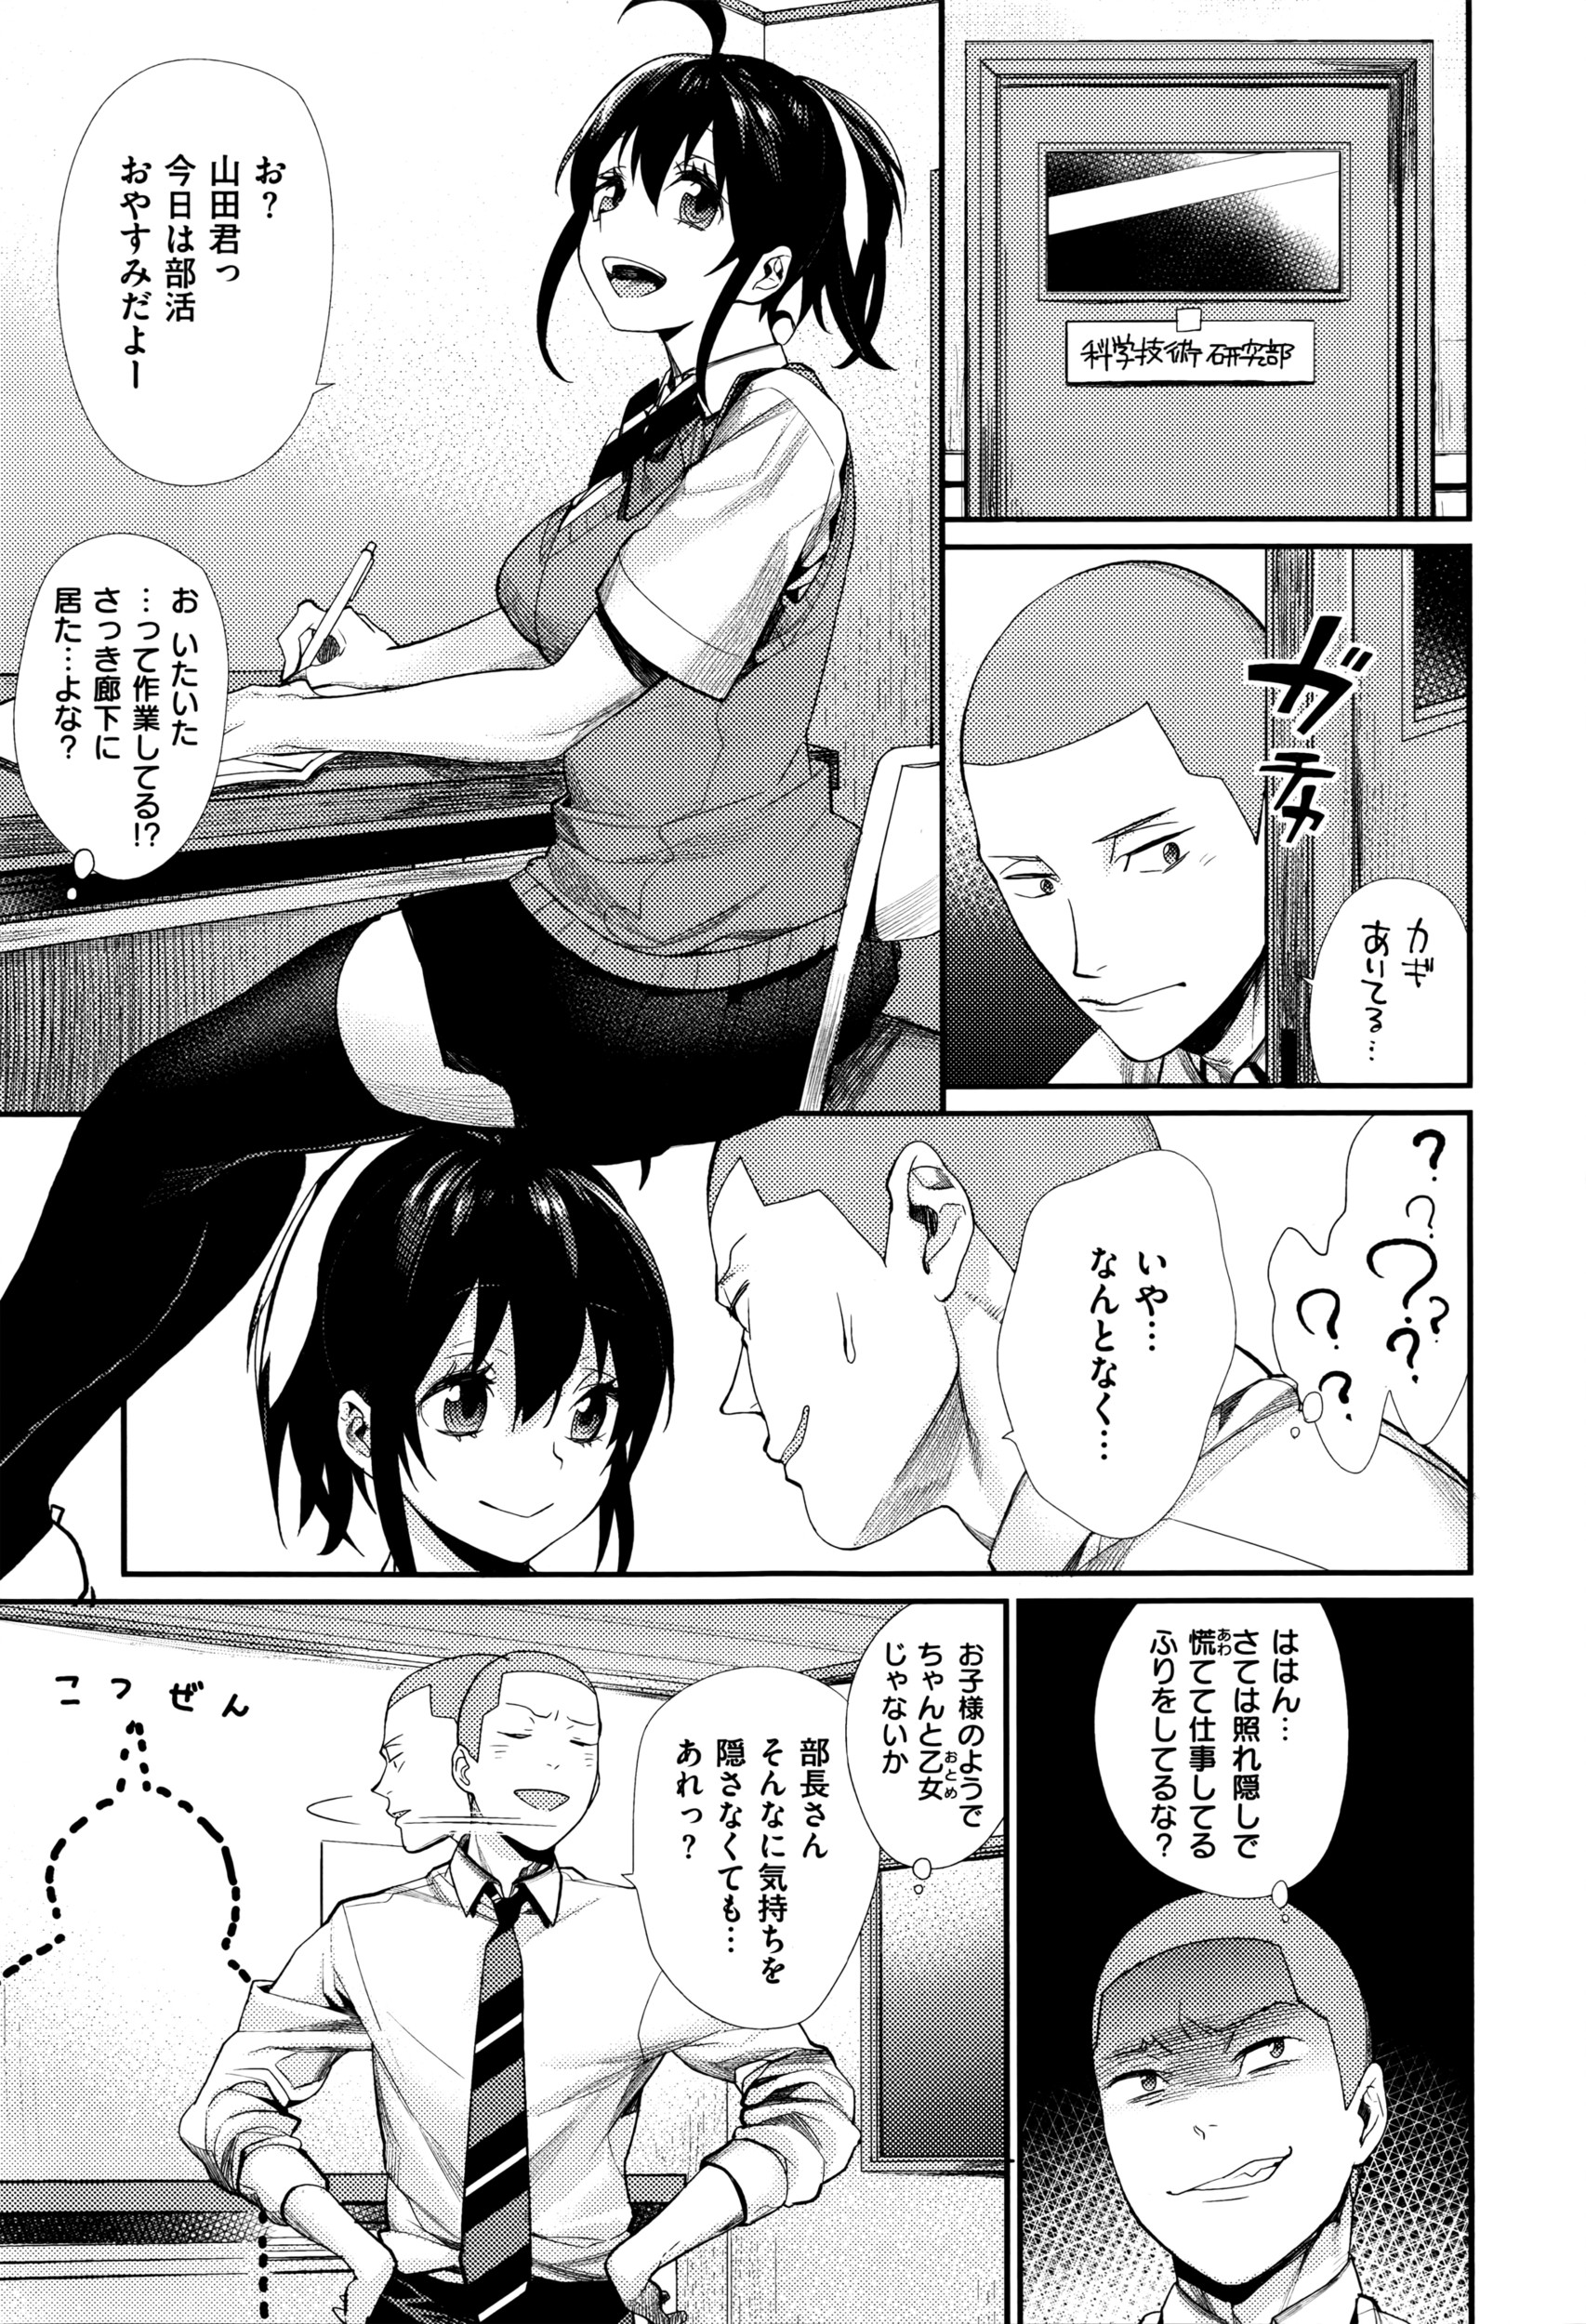 科学技術研究部
ガチャ
カギ
あいてる…
お?
山田君っ
今日は部活
おやすみだよー
お いたいた
…って作業してる!?
さっき廊下に
居た…よな?
?
?
?
?
?
?
?
いや…
なんとなく…
ははん…
さては照れ隠しで
慌てて仕事してる
ふりをしてるな?
あわ
お子様のようで
ちゃんと乙女
じゃないか
おとめ
部長さん
そんなに気持ちを
隠さなくても…
あれっ?
こつぜん